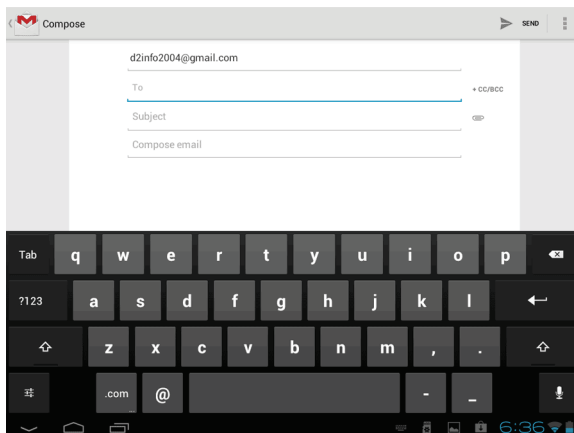 Compose SEND
d2info2004@gmail.com
To + CC/BCC
Subject
Compose email
Tab q w e r t y u i o p
?123 a s d f g h j k l
z x c v b n m , .
.com ... @ - _
6:36